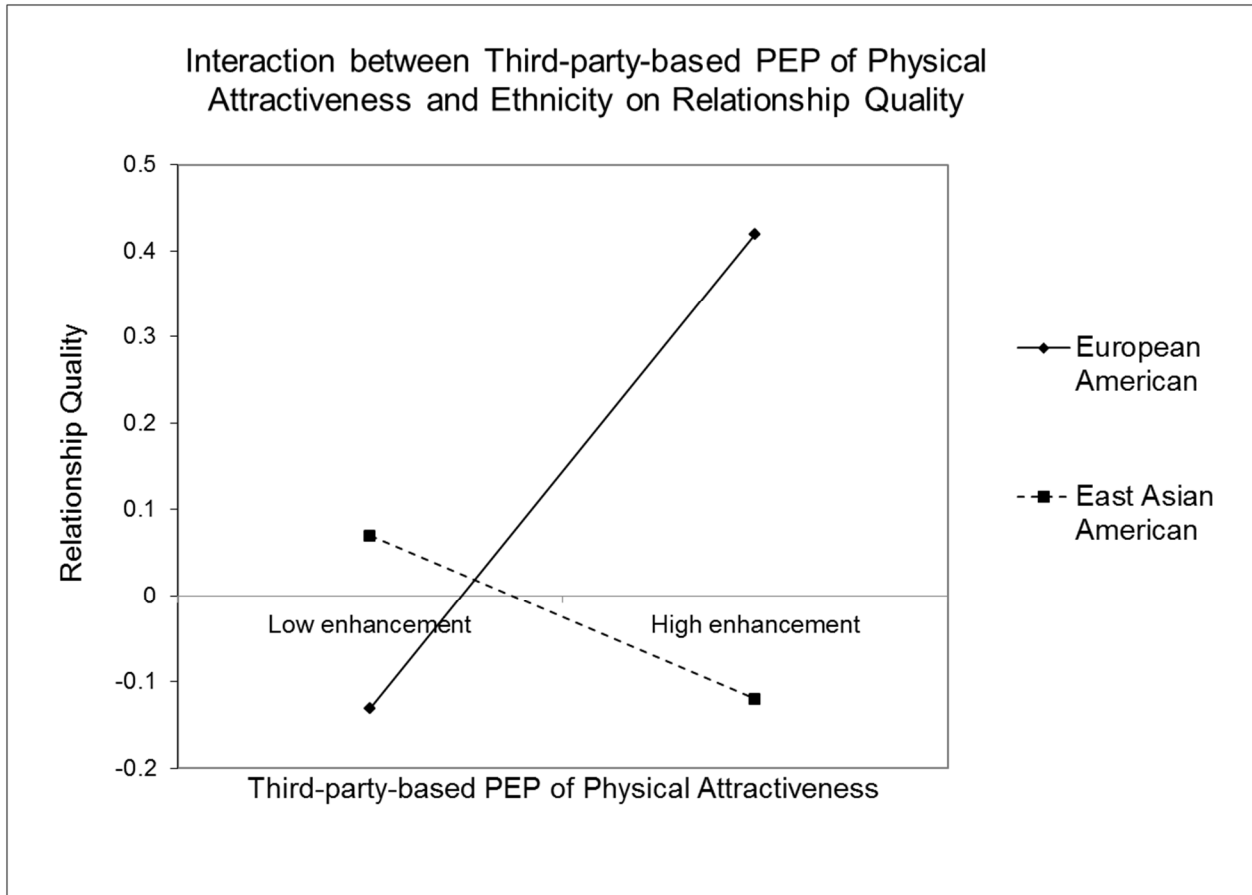 Interaction between Third-party-based PEP of Physical
Attractiveness and Ethnicity on Relationship Quality
0.5
0.4
0.3
0.2
0.1
0
-0.1
-0.2
Relationship Quality
Low enhancement
High enhancement
Third-party-based PEP of Physical Attractiveness
European
American
East Asian
American